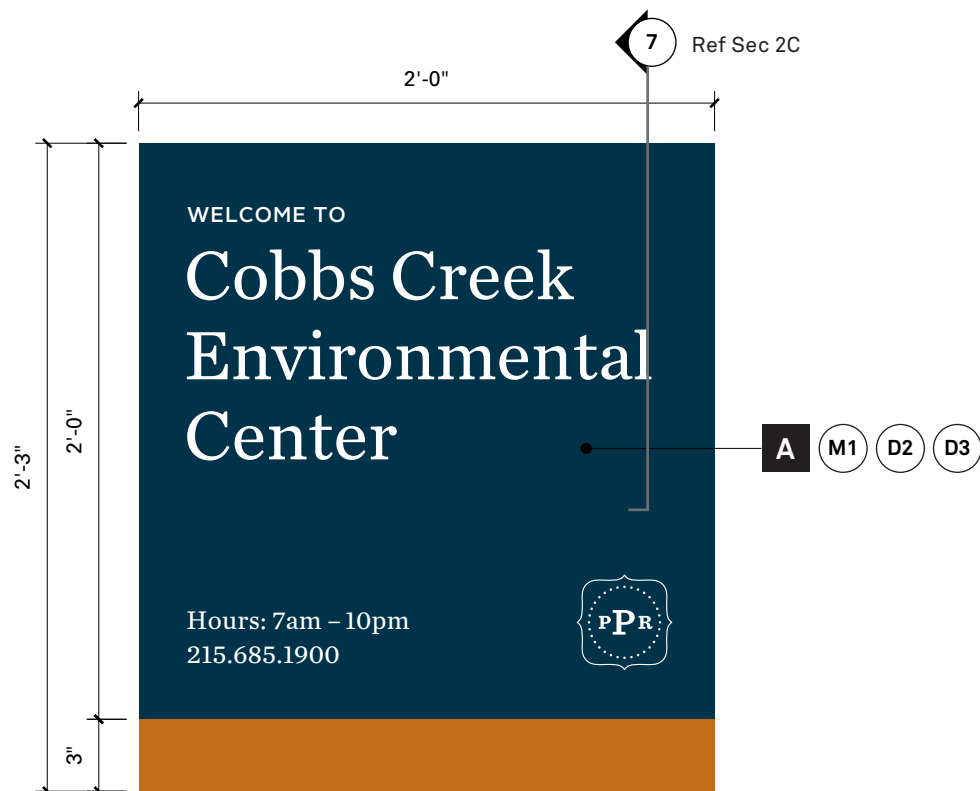 7 Ref Sec 2C
2'-0"
WELCOME TO
Cobbs Creek
Environmental
Center
2'-3"
2'-0"
A M1 D2 D3
Hours: 7am – 10pm
215.685.1900
PPR
3"